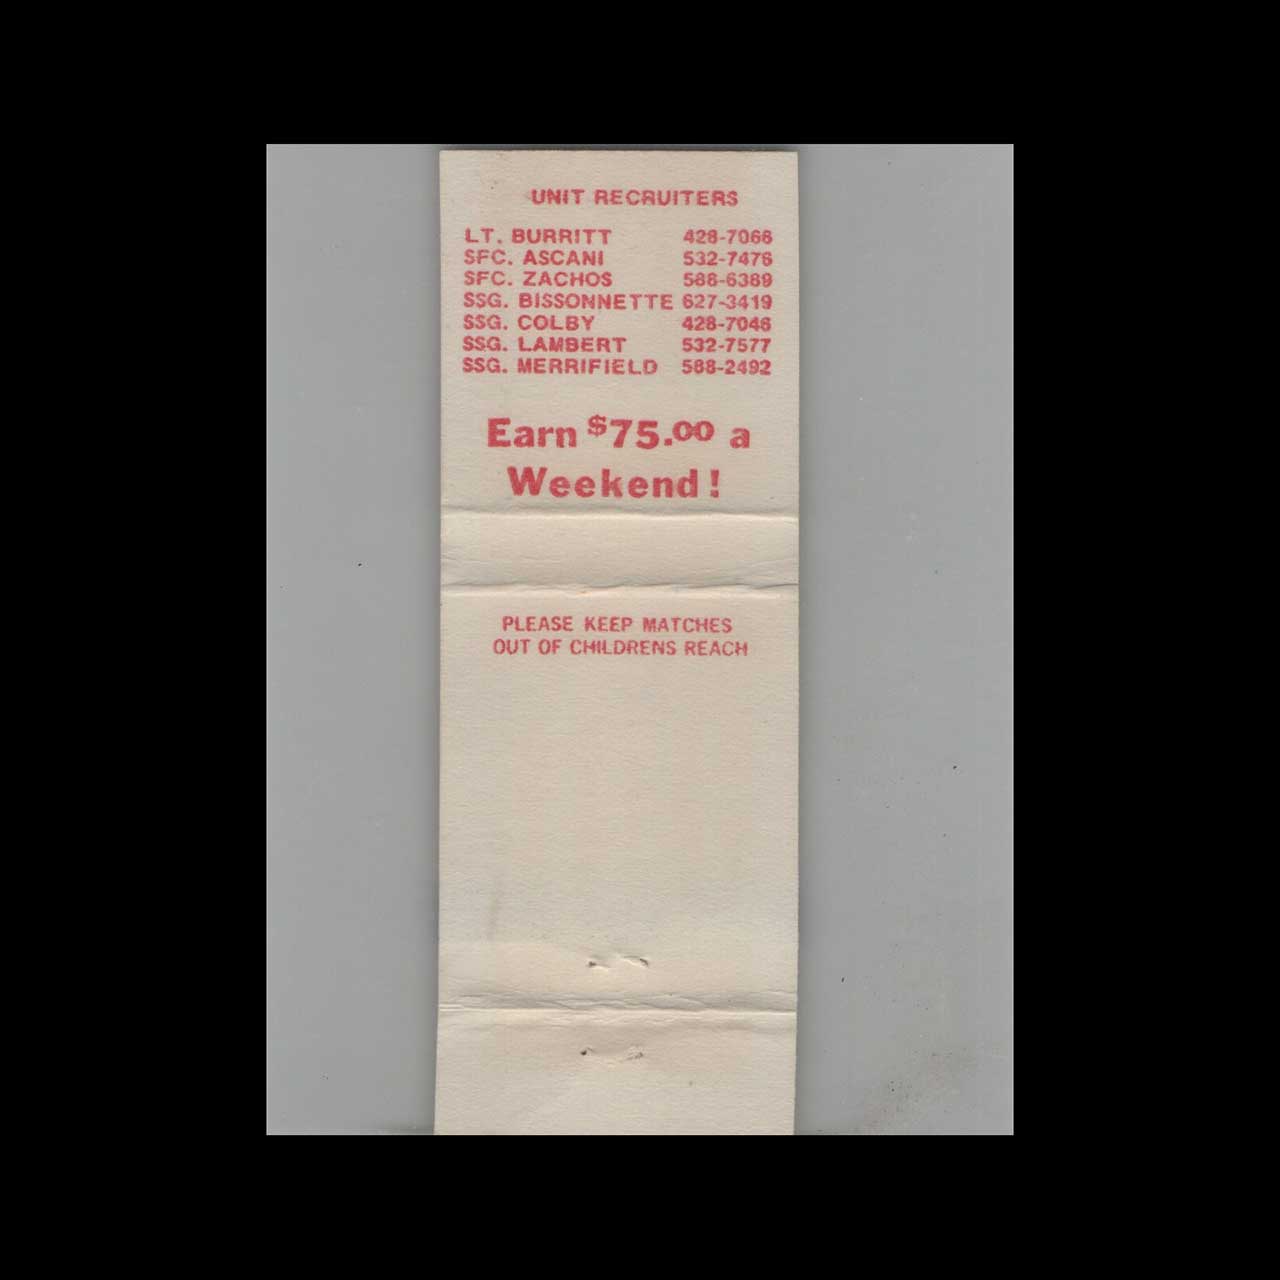 UNIT RECRUITERS
LT. BURRITT 428-7066
SFC. ASCANI 532-7476
SFC. ZACHOS 588-6389
SSG. BISSONNETTE 627-3419
SSG. COLBY 428-7046
SSG. LAMBERT 532-7577
SSG. MERRIFIELD 588-2492
Earn $75.00 a
Weekend!
PLEASE KEEP MATCHES
OUT OF CHILDRENS REACH